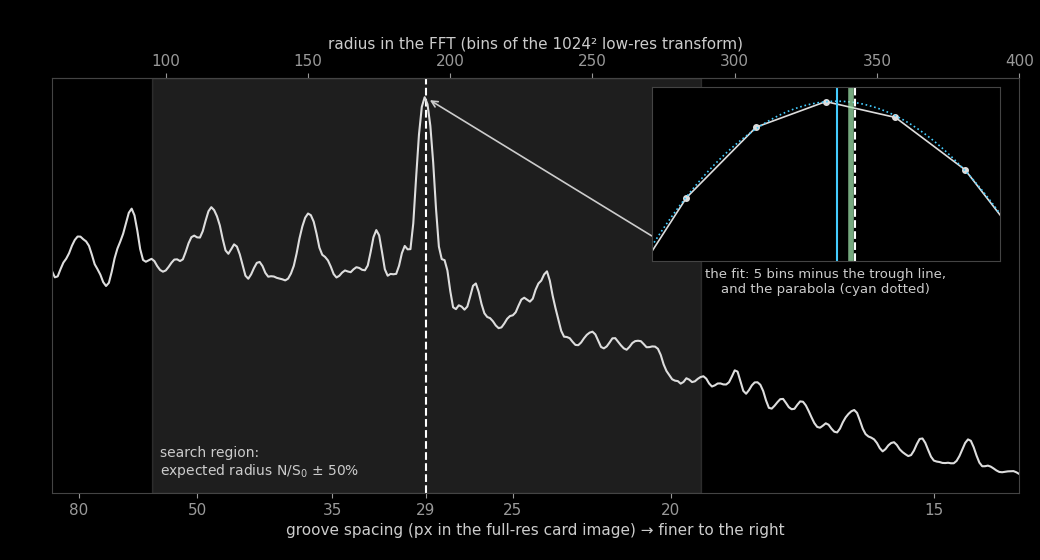 radius in the FFT (bins of the 1024² low-res transform)
100 150 200 250 300 350 400
the fit: 5 bins minus the trough line,
and the parabola (cyan dotted)
search region:
expected radius N/S₀ ± 50%
80 50 35 29 25 20 15
groove spacing (px in the full-res card image) → finer to the right